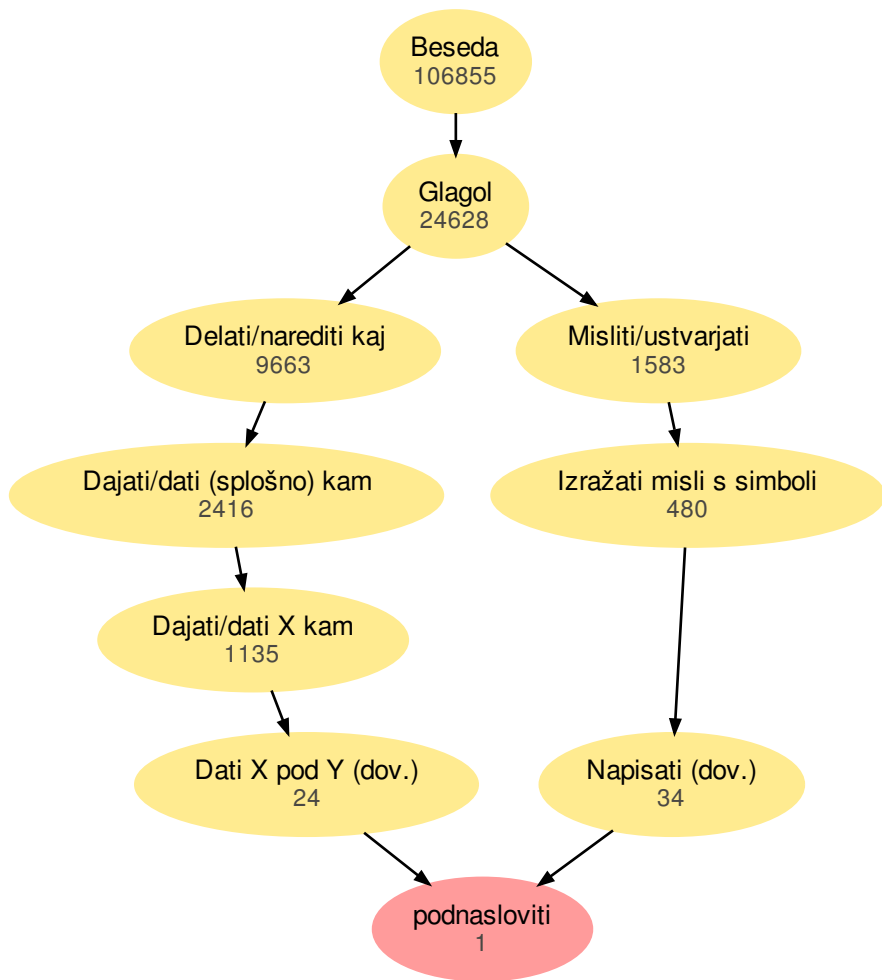 Beseda
106855
Glagol
24628
Delati/narediti kaj
9663
Misliti/ustvarjati
1583
Dajati/dati (splošno) kam
2416
Izražati misli s simboli
480
Dajati/dati X kam
1135
Dati X pod Y (dov.)
24
Napisati (dov.)
34
podnasloviti
1